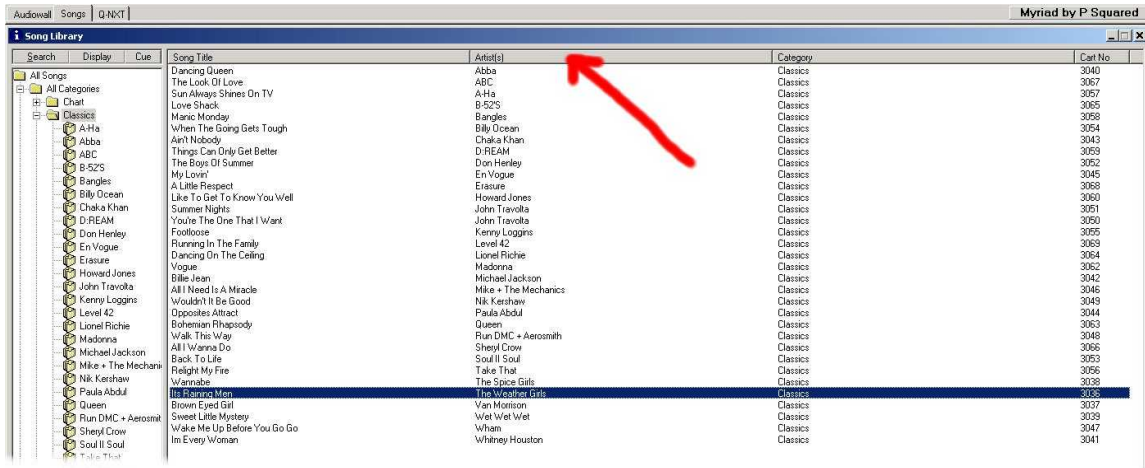 Audiowall Songs Q-NXT Myriad by P Squared
Song Library
Search Display Cue Song Title Artist(s) Category Cart No
All Songs
All Categories
Chart
Classics
A-Ha
Abba
ABC
B-52'S
Bangles
Billy Ocean
Chaka Khan
D:REAM
Don Henley
En Vogue
Erasure
Howard Jones
John Travolta
Kenny Loggins
Level 42
Lionel Richie
Madonna
Michael Jackson
Mike + The Mechani
Nik Kershaw
Paula Abdul
Queen
Run DMC + Aerosmit
Sheryl Crow
Soul II Soul
Take That
Dancing Queen Abba Classics 3040
The Look Of Love ABC Classics 3067
Sun Always Shines On TV A-Ha Classics 3057
Love Shack B-52'S Classics 3065
Manic Monday Bangles Classics 3058
When The Going Gets Tough Billy Ocean Classics 3054
Ain't Nobody Chaka Khan Classics 3043
Things Can Only Get Better D:REAM Classics 3059
The Boys Of Summer Don Henley Classics 3052
My Lovin' En Vogue Classics 3045
A Little Respect Erasure Classics 3068
Like To Get To Know You Well Howard Jones Classics 3060
Summer Nights John Travolta Classics 3051
You're The One That I Want John Travolta Classics 3050
Footloose Kenny Loggins Classics 3055
Running In The Family Level 42 Classics 3069
Dancing On The Ceiling Lionel Richie Classics 3064
Vogue Madonna Classics 3062
Billie Jean Michael Jackson Classics 3042
All I Need Is A Miracle Mike + The Mechanics Classics 3046
Wouldn't It Be Good Nik Kershaw Classics 3049
Opposites Attract Paula Abdul Classics 3044
Bohemian Rhapsody Queen Classics 3063
Walk This Way Run DMC + Aerosmith Classics 3048
All I Wanna Do Sheryl Crow Classics 3066
Back To Life Soul II Soul Classics 3053
Relight My Fire Take That Classics 3056
Wannabe The Spice Girls Classics 3038
Its Raining Men The Weather Girls Classics 3036
Brown Eyed Girl Van Morrison Classics 3037
Sweet Little Mystery Wet Wet Wet Classics 3039
Wake Me Up Before You Go Go Wham Classics 3047
Im Every Woman Whitney Houston Classics 3041